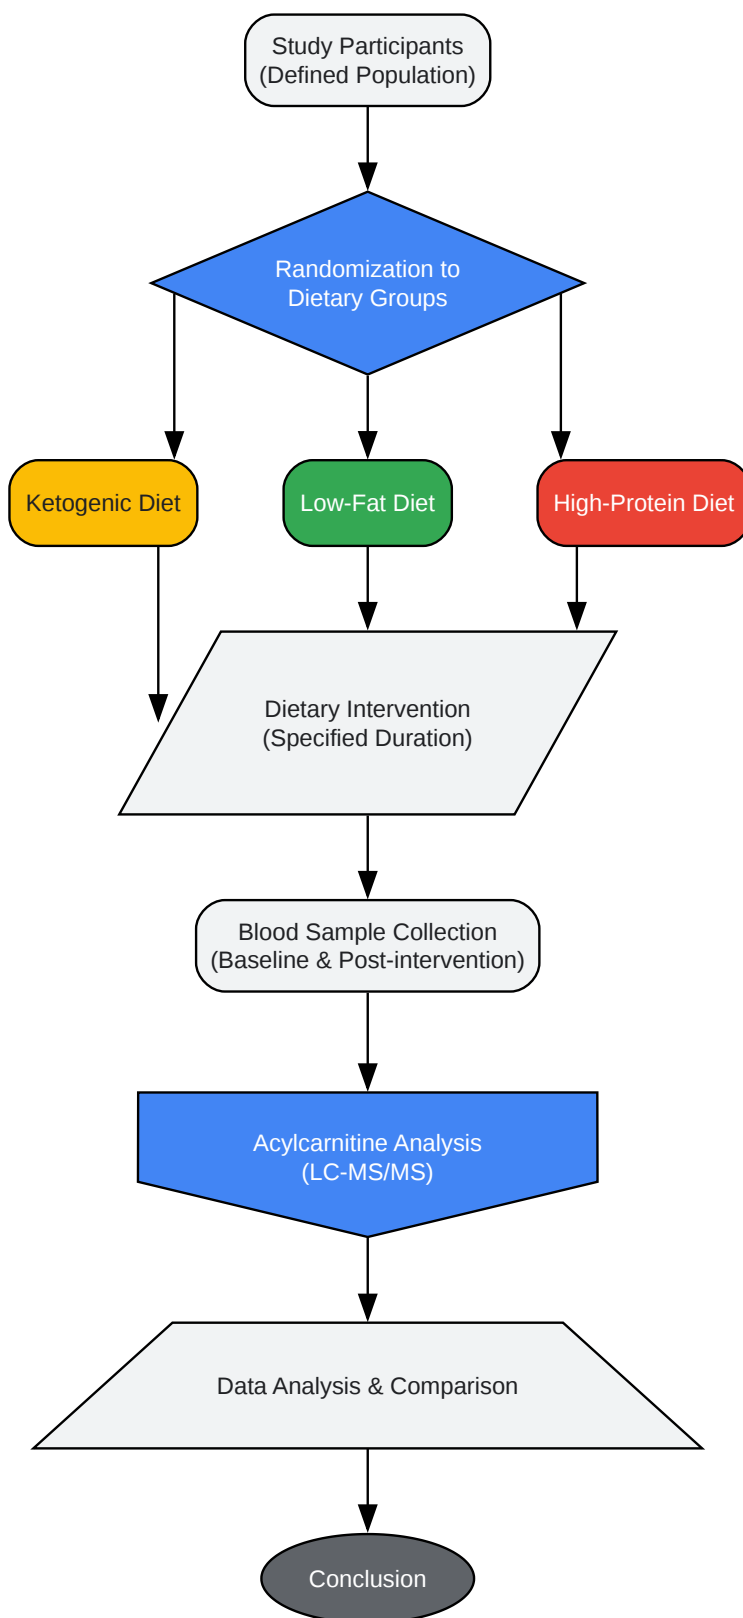 Study Participants
(Defined Population)
Randomization to
Dietary Groups
Ketogenic Diet
Low-Fat Diet
High-Protein Diet
Dietary Intervention
(Specified Duration)
Blood Sample Collection
(Baseline & Post-intervention)
Acylcarnitine Analysis
(LC-MS/MS)
Data Analysis & Comparison
Conclusion